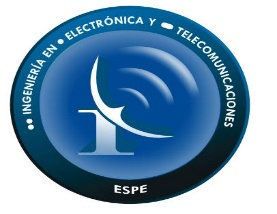 INGENIERÍA EN ELECTRÓNICA Y TELECOMUNICACIONES
ESPE